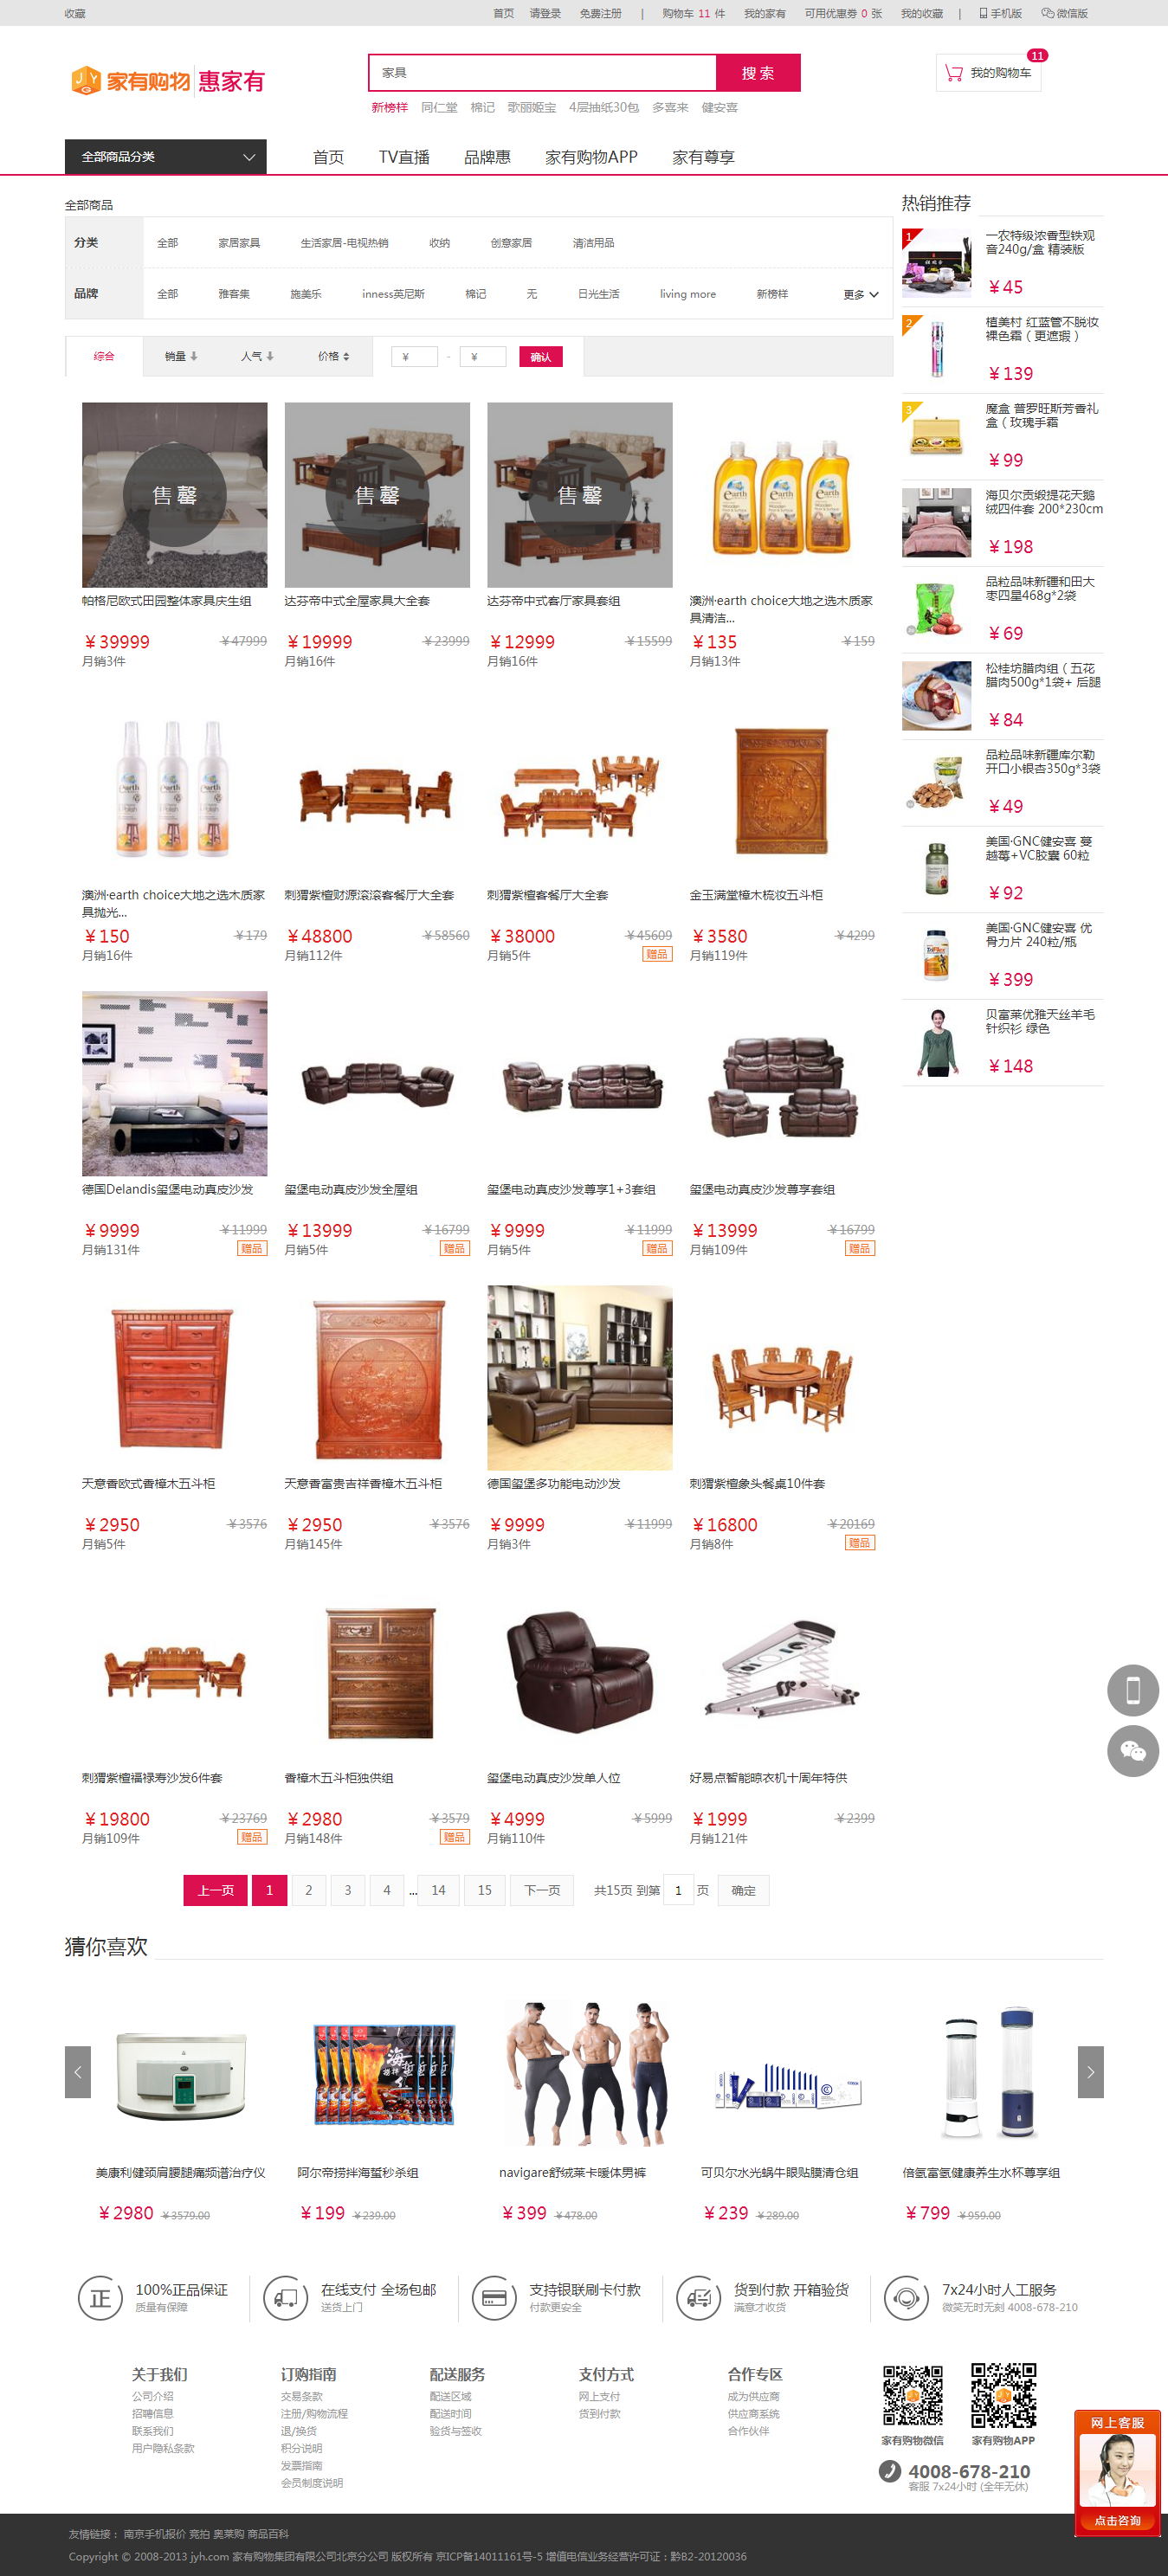 收藏
首页 请登录 免费注册 | 购物车 11 件 我的家有 可用优惠劵 0 张 我的收藏 | 手机版 微信版
家有购物 惠家有
家具
搜 索
我的购物车 11
新榜样 同仁堂 棉记 歌丽姬宝 4层抽纸30包 多喜来 健安喜
全部商品分类
首页 TV直播 品牌惠 家有购物APP 家有尊享
全部商品
分类 全部 家居家具 生活家居-电视热销 收纳 创意家居 清洁用品
品牌 全部 雅客集 施美乐 inness英尼斯 棉记 无 日光生活 living more 新榜样 更多
综合 销量 人气 价格 ¥ - ¥ 确认
售罄 售罄 售罄
帕格尼欧式田园整体家具庆生组
￥39999 ￥47999
月销3件
达芬帝中式全屋家具大全套
￥19999 ￥23999
月销16件
达芬帝中式客厅家具套组
￥12999 ￥15599
月销16件
澳洲·earth choice大地之选木质家
具清洁...
￥135 ￥159
月销13件
澳洲·earth choice大地之选木质家
具抛光...
￥150 ￥179
月销16件
刺猬紫檀财源滚滚客餐厅大全套
￥48800 ￥58560
月销112件
刺猬紫檀客餐厅大全套
￥38000 ￥45609
月销5件 赠品
金玉满堂樟木梳妆五斗柜
￥3580 ￥4299
月销119件
德国Delandis玺堡电动真皮沙发
￥9999 ￥11999
月销131件 赠品
玺堡电动真皮沙发全屋组
￥13999 ￥16799
月销5件 赠品
玺堡电动真皮沙发尊享1+3套组
￥9999 ￥11999
月销5件 赠品
玺堡电动真皮沙发尊享套组
￥13999 ￥16799
月销109件 赠品
天意香欧式香樟木五斗柜
￥2950 ￥3576
月销5件
天意香富贵吉祥香樟木五斗柜
￥2950 ￥3576
月销145件
德国玺堡多功能电动沙发
￥9999 ￥11999
月销3件
刺猬紫檀象头餐桌10件套
￥16800 ￥20169
月销8件 赠品
刺猬紫檀福禄寿沙发6件套
￥19800 ￥23769
月销109件 赠品
香樟木五斗柜独供组
￥2980 ￥3579
月销148件 赠品
玺堡电动真皮沙发单人位
￥4999 ￥5999
月销110件
好易点智能晾衣机十周年特供
￥1999 ￥2399
月销121件
热销推荐
1
一农特级浓香型铁观
音240g/盒 精装版
￥45
2
植美村 红蓝管不脱妆
裸色霜（更遮瑕）
￥139
3
魔盒 普罗旺斯芳香礼
盒（玫瑰手霜
￥99
海贝尔贡缎提花天鹅
绒四件套 200*230cm
￥198
品粒品味新疆和田大
枣四星468g*2袋
￥69
松桂坊腊肉组（五花
腊肉500g*1袋+ 后腿
￥84
品粒品味新疆库尔勒
开口小银杏350g*3袋
￥49
美国·GNC健安喜 蔓
越莓+VC胶囊 60粒
￥92
美国·GNC健安喜 优
骨力片 240粒/瓶
￥399
贝富莱优雅天丝羊毛
针织衫 绿色
￥148
上一页 1 2 3 4 ... 14 15 下一页 共15页 到第 1 页 确定
猜你喜欢
美康利健颈肩腰腿痛频谱治疗仪
￥2980 ￥3579.00
阿尔帝捞拌海蜇秒杀组
￥199 ￥239.00
navigare舒绒莱卡暖体男裤
￥399 ￥478.00
可贝尔水光蜗牛眼贴膜清仓组
￥239 ￥289.00
倍氢富氢健康养生水杯尊享组
￥799 ￥959.00
正 100%正品保证
质量有保障
在线支付 全场包邮
送货上门
支持银联刷卡付款
付款更安全
货到付款 开箱验货
满意才收货
7x24小时人工服务
微笑无时无刻 4008-678-210
关于我们
公司介绍
招聘信息
联系我们
用户隐私条款
订购指南
交易条款
注册/购物流程
退/换货
积分说明
发票指南
会员制度说明
配送服务
配送区域
配送时间
验货与签收
支付方式
网上支付
货到付款
合作专区
成为供应商
供应商系统
合作伙伴
家有购物微信 家有购物APP
4008-678-210
客服 7x24小时 (全年无休)
网上客服
点击咨询
友情链接： 南京手机报价 竞拍 奥莱购 商品百科
Copyright © 2008-2013 jyh.com 家有购物集团有限公司北京分公司 版权所有 京ICP备14011161号-5 增值电信业务经营许可证：黔B2-20120036